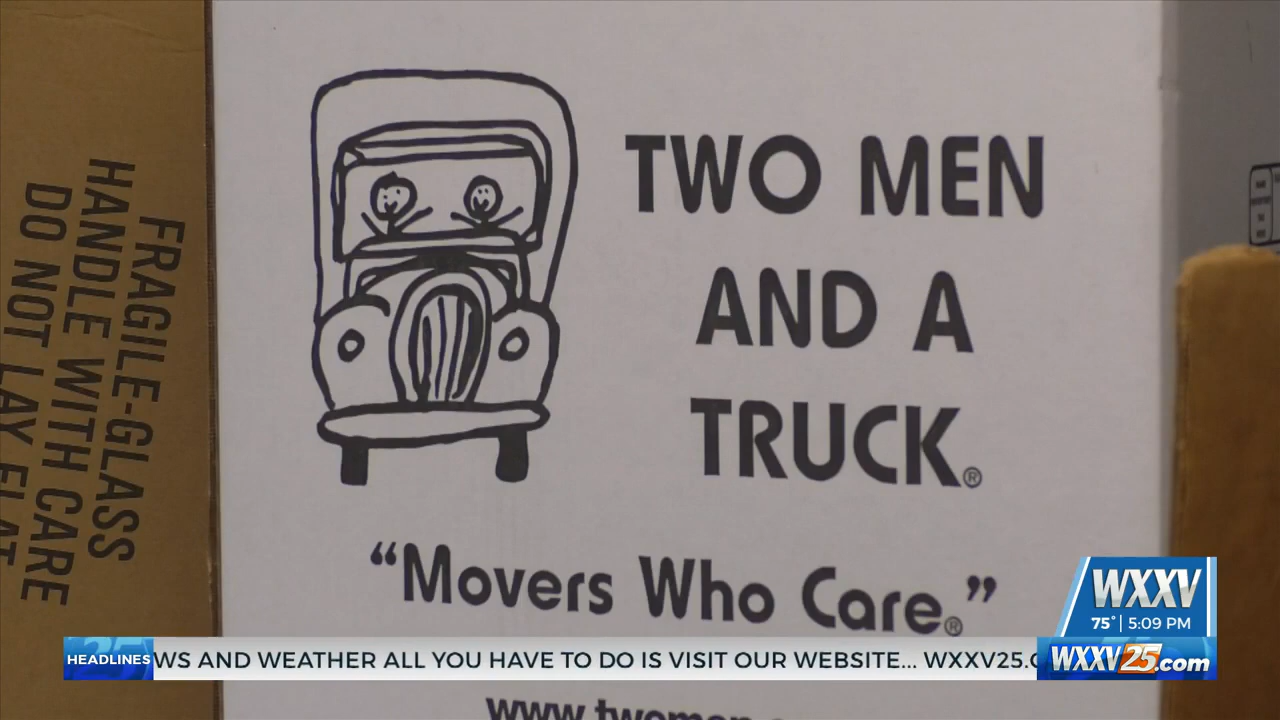 FRAGILE-GLASS
HANDLE WITH CARE
DO NOT LAY FLAT
TWO MEN
AND A
TRUCK®
“Movers Who Care®”
WXXV
75° | 5:09 PM
HEADLINES
WS AND WEATHER ALL YOU HAVE TO DO IS VISIT OUR WEBSITE... WXXV25.
WXXV25.com